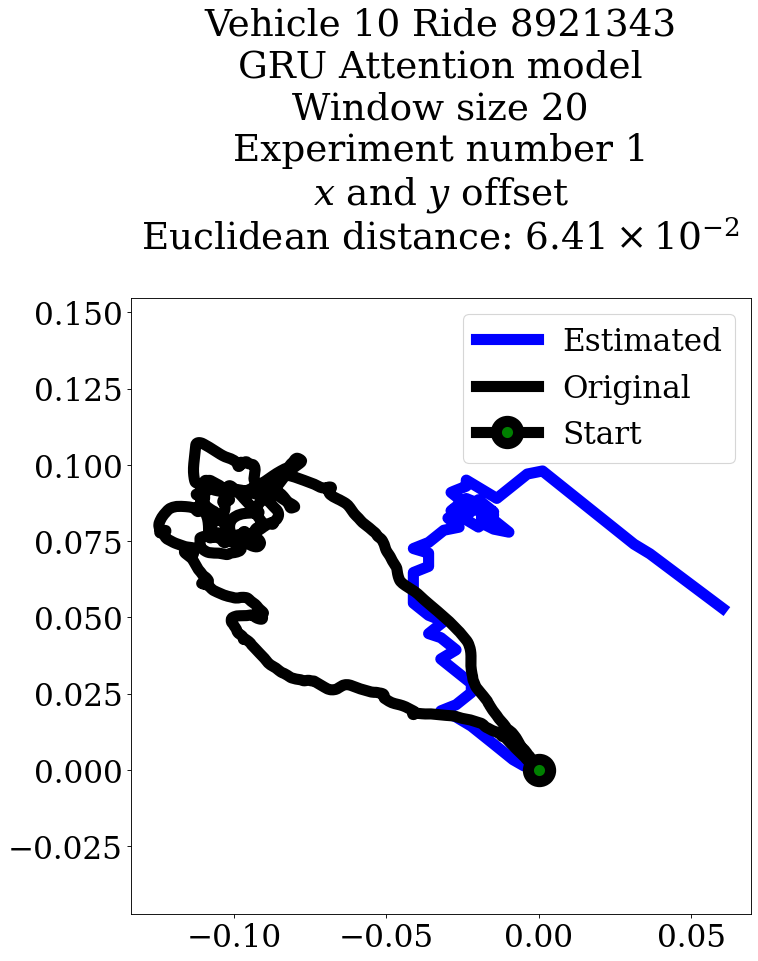 Vehicle 10 Ride 8921343
GRU Attention model
Window size 20
Experiment number 1
x and y offset
Euclidean distance: 6.41 × 10⁻²
Estimated
Original
Start
0.150
0.125
0.100
0.075
0.050
0.025
0.000
−0.025
−0.10
−0.05
0.00
0.05